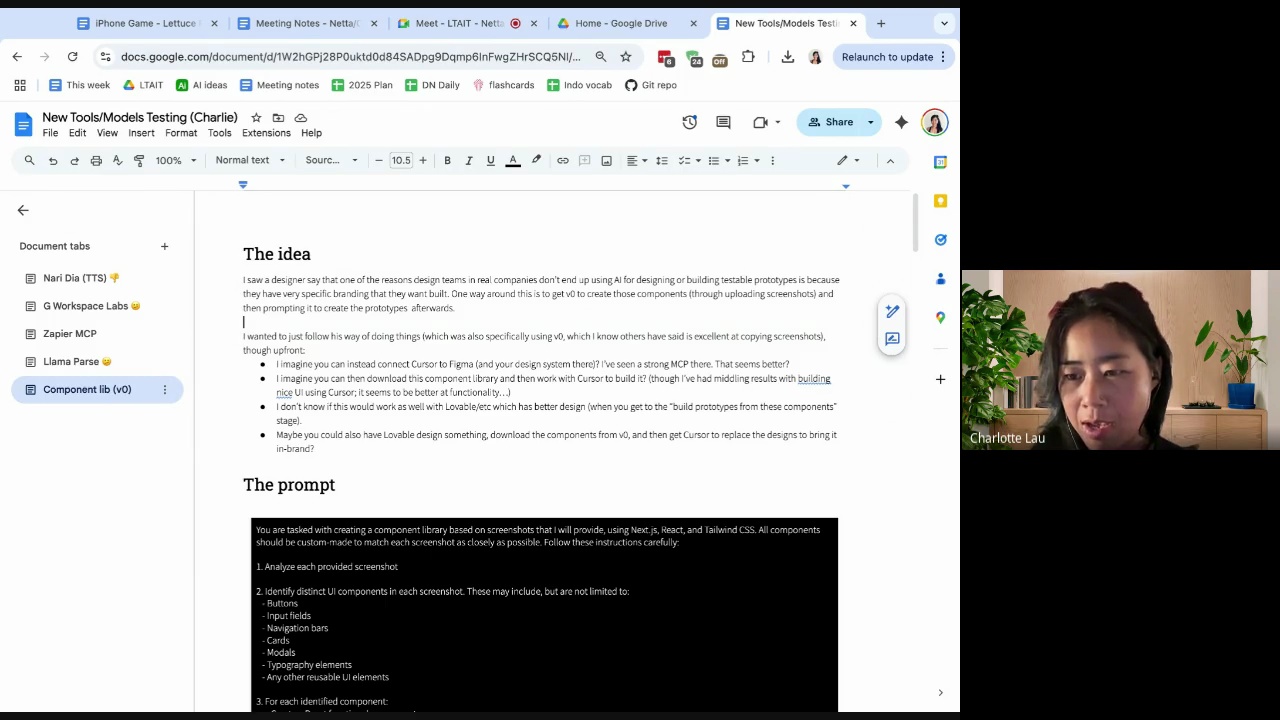 iPhone Game - Lettuce
Meeting Notes - Netta/C
Meet - LTAIT - Netta
Home - Google Drive
New Tools/Models Testi
docs.google.com/document/d/1W2hGPj28P0uktd0d84SADpg9Dqmp6InFwgZHrSCQ5NI/...
6
24
Off
Relaunch to update
This week
LTAIT
AI ideas
Meeting notes
2025 Plan
DN Daily
flashcards
Indo vocab
Git repo
New Tools/Models Testing (Charlie)
File Edit View Insert Format Tools Extensions Help
Share
100%
Normal text
Sourc...
10.5
B I U A
Document tabs
Nari Dia (TTS) 👎
G Workspace Labs 😑
Zapier MCP
Llama Parse 😑
Component lib (v0)
The idea
I saw a designer say that one of the reasons design teams in real companies don't end up using AI for designing or building testable prototypes is because
they have very specific branding that they want built. One way around this is to get v0 to create those components (through uploading screenshots) and
then prompting it to create the prototypes afterwards.
I wanted to just follow his way of doing things (which was also specifically using v0, which I know others have said is excellent at copying screenshots),
though upfront:
● I imagine you can instead connect Cursor to Figma (and your design system there)? I've seen a strong MCP there. That seems better?
● I imagine you can then download this component library and then work with Cursor to build it? (though I've had middling results with building
nice UI using Cursor; it seems to be better at functionality…)
● I don't know if this would work as well with Lovable/etc which has better design (when you get to the "build prototypes from these components"
stage).
● Maybe you could also have Lovable design something, download the components from v0, and then get Cursor to replace the designs to bring it
in-brand?
The prompt
You are tasked with creating a component library based on screenshots that I will provide, using Next.js, React, and Tailwind CSS. All components
should be custom-made to match each screenshot as closely as possible. Follow these instructions carefully:
1. Analyze each provided screenshot
2. Identify distinct UI components in each screenshot. These may include, but are not limited to:
- Buttons
- Input fields
- Navigation bars
- Cards
- Modals
- Typography elements
- Any other reusable UI elements
3. For each identified component:
Charlotte Lau